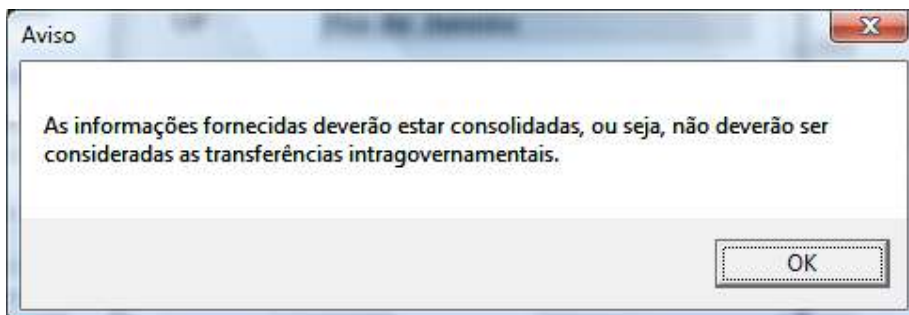 Aviso
As informações fornecidas deverão estar consolidadas, ou seja, não deverão ser
consideradas as transferências intragovernamentais.
OK